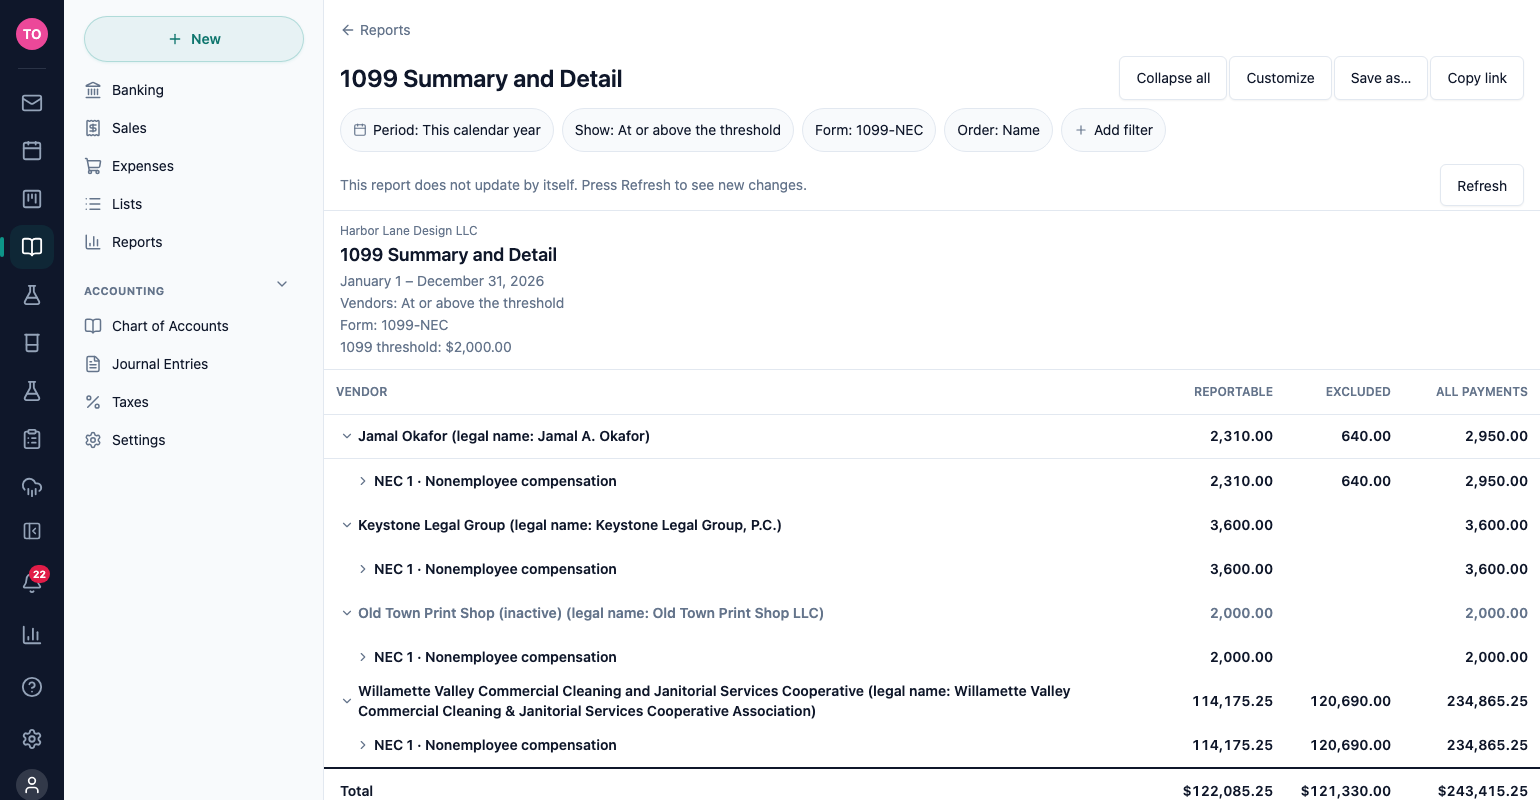 TO
New
Banking
Sales
Expenses
Lists
Reports
ACCOUNTING
Chart of Accounts
Journal Entries
Taxes
Settings
22
Reports
1099 Summary and Detail
Collapse all
Customize
Save as...
Copy link
Period: This calendar year
Show: At or above the threshold
Form: 1099-NEC
Order: Name
Add filter
This report does not update by itself. Press Refresh to see new changes.
Refresh
Harbor Lane Design LLC
1099 Summary and Detail
January 1 – December 31, 2026
Vendors: At or above the threshold
Form: 1099-NEC
1099 threshold: $2,000.00
VENDOR REPORTABLE EXCLUDED ALL PAYMENTS
Jamal Okafor (legal name: Jamal A. Okafor) 2,310.00 640.00 2,950.00
NEC 1 · Nonemployee compensation 2,310.00 640.00 2,950.00
Keystone Legal Group (legal name: Keystone Legal Group, P.C.) 3,600.00 3,600.00
NEC 1 · Nonemployee compensation 3,600.00 3,600.00
Old Town Print Shop (inactive) (legal name: Old Town Print Shop LLC) 2,000.00 2,000.00
NEC 1 · Nonemployee compensation 2,000.00 2,000.00
Willamette Valley Commercial Cleaning and Janitorial Services Cooperative (legal name: Willamette Valley
Commercial Cleaning & Janitorial Services Cooperative Association) 114,175.25 120,690.00 234,865.25
NEC 1 · Nonemployee compensation 114,175.25 120,690.00 234,865.25
Total $122,085.25 $121,330.00 $243,415.25